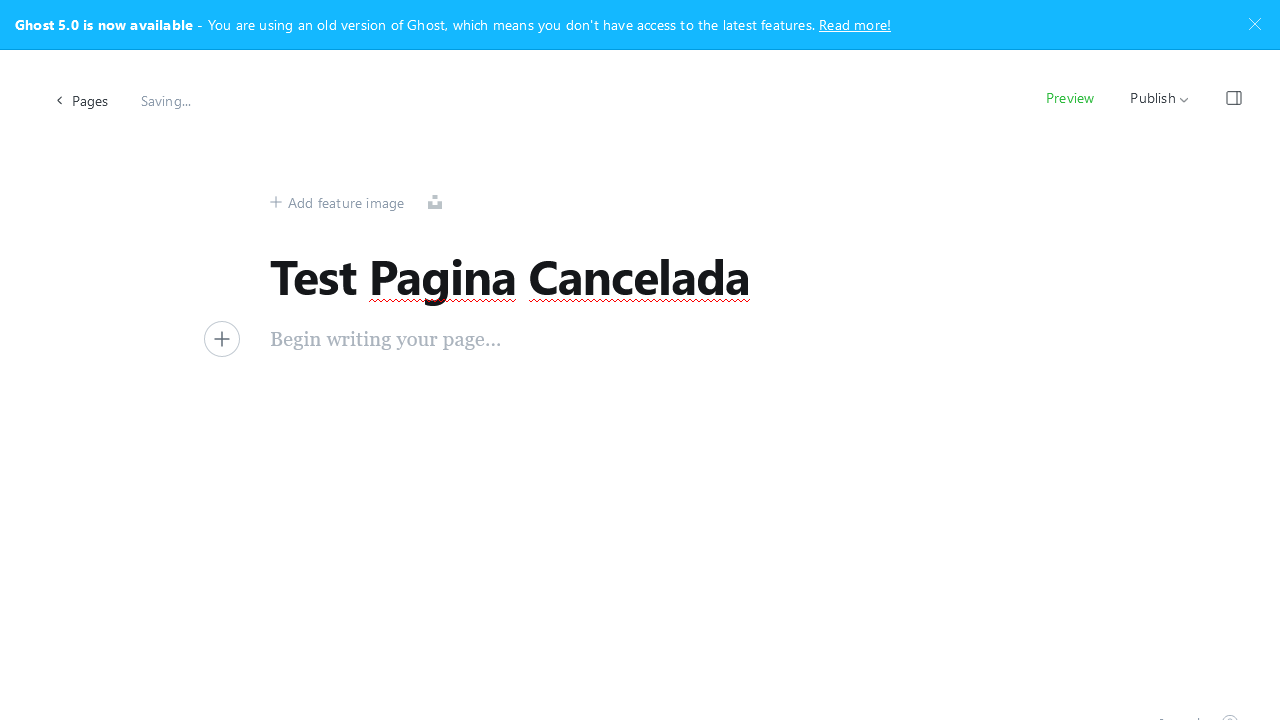 Ghost 5.0 is now available - You are using an old version of Ghost, which means you don't have access to the latest features. Read more!
Pages
Saving...
Preview
Publish
Add feature image
Test Pagina Cancelada
Begin writing your page...